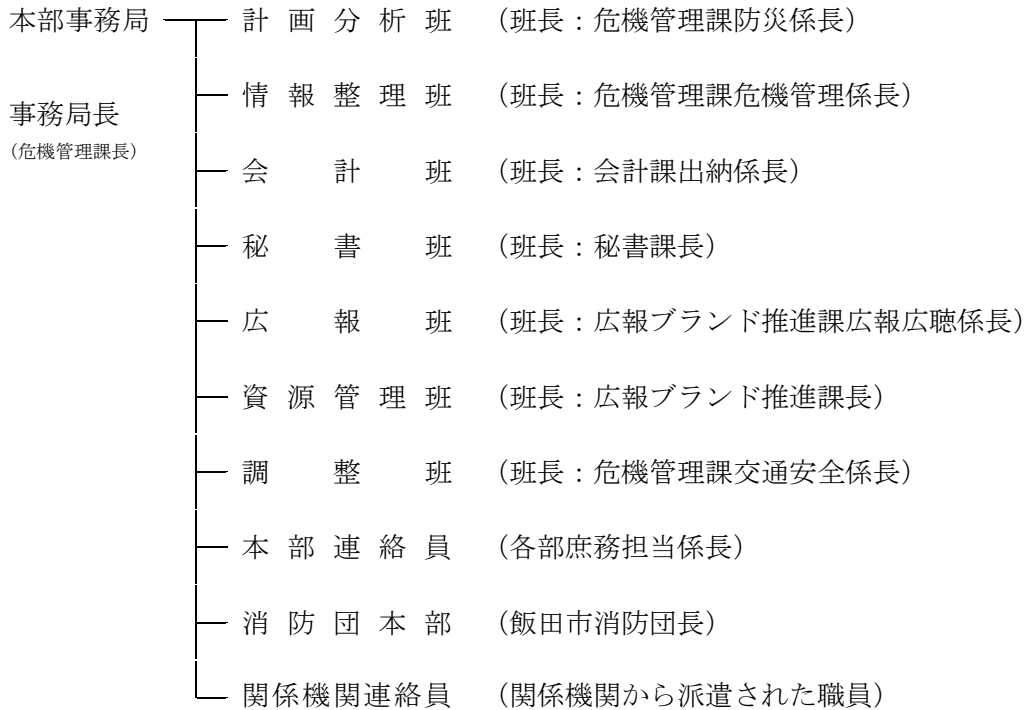 本部事務局 計画分析班 （班長：危機管理課防災係長）
情報整理班 （班長：危機管理課危機管理係長）
事務局長
（危機管理課長）
会計班 （班長：会計課出納係長）
秘書班 （班長：秘書課長）
広報班 （班長：広報ブランド推進課広報広聴係長）
資源管理班 （班長：広報ブランド推進課長）
調整班 （班長：危機管理課交通安全係長）
本部連絡員 （各部庶務担当係長）
消防団本部 （飯田市消防団長）
関係機関連絡員 （関係機関から派遣された職員）